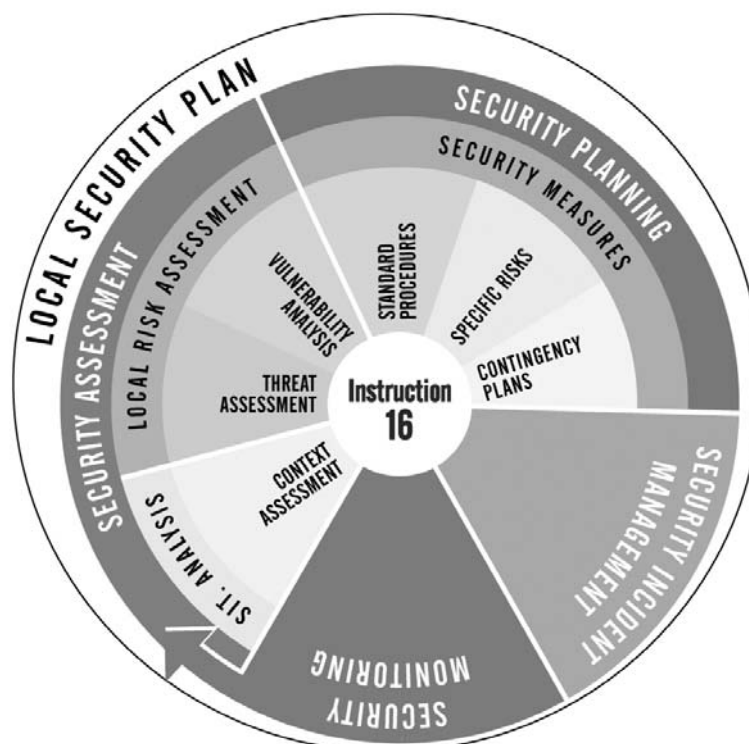 LOCAL SECURITY PLAN
SECURITY ASSESSMENT
LOCAL RISK ASSESSMENT
VULNERABILITY
ANALYSIS
THREAT
ASSESSMENT
SIT. ANALYSIS
CONTEXT
ASSESSMENT
SECURITY PLANNING
SECURITY MEASURES
STANDARD
PROCEDURES
SPECIFIC RISKS
CONTINGENCY
PLANS
Instruction
16
SECURITY INCIDENT
MANAGEMENT
SECURITY
MONITORING